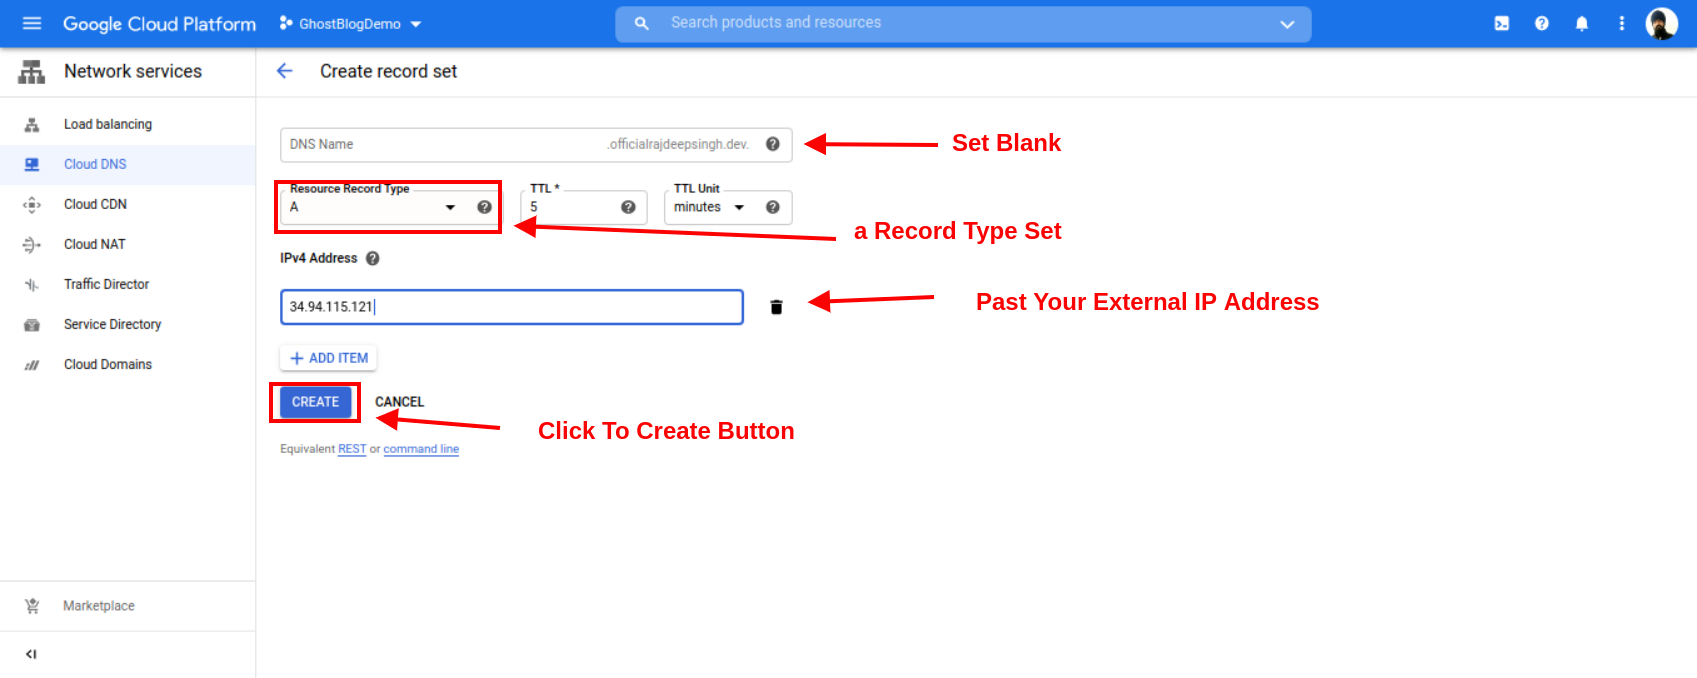 Google Cloud Platform
GhostBlogDemo
Search products and resources
Network services
Create record set
Load balancing
Cloud DNS
Cloud CDN
Cloud NAT
Traffic Director
Service Directory
Cloud Domains
Marketplace
DNS Name .officialrajdeepsingh.dev.
Set Blank
Resource Record Type
A
TTL *
5
TTL Unit
minutes
a Record Type Set
IPv4 Address
34.94.115.121
Past Your External IP Address
ADD ITEM
CREATE CANCEL
Click To Create Button
Equivalent REST or command line